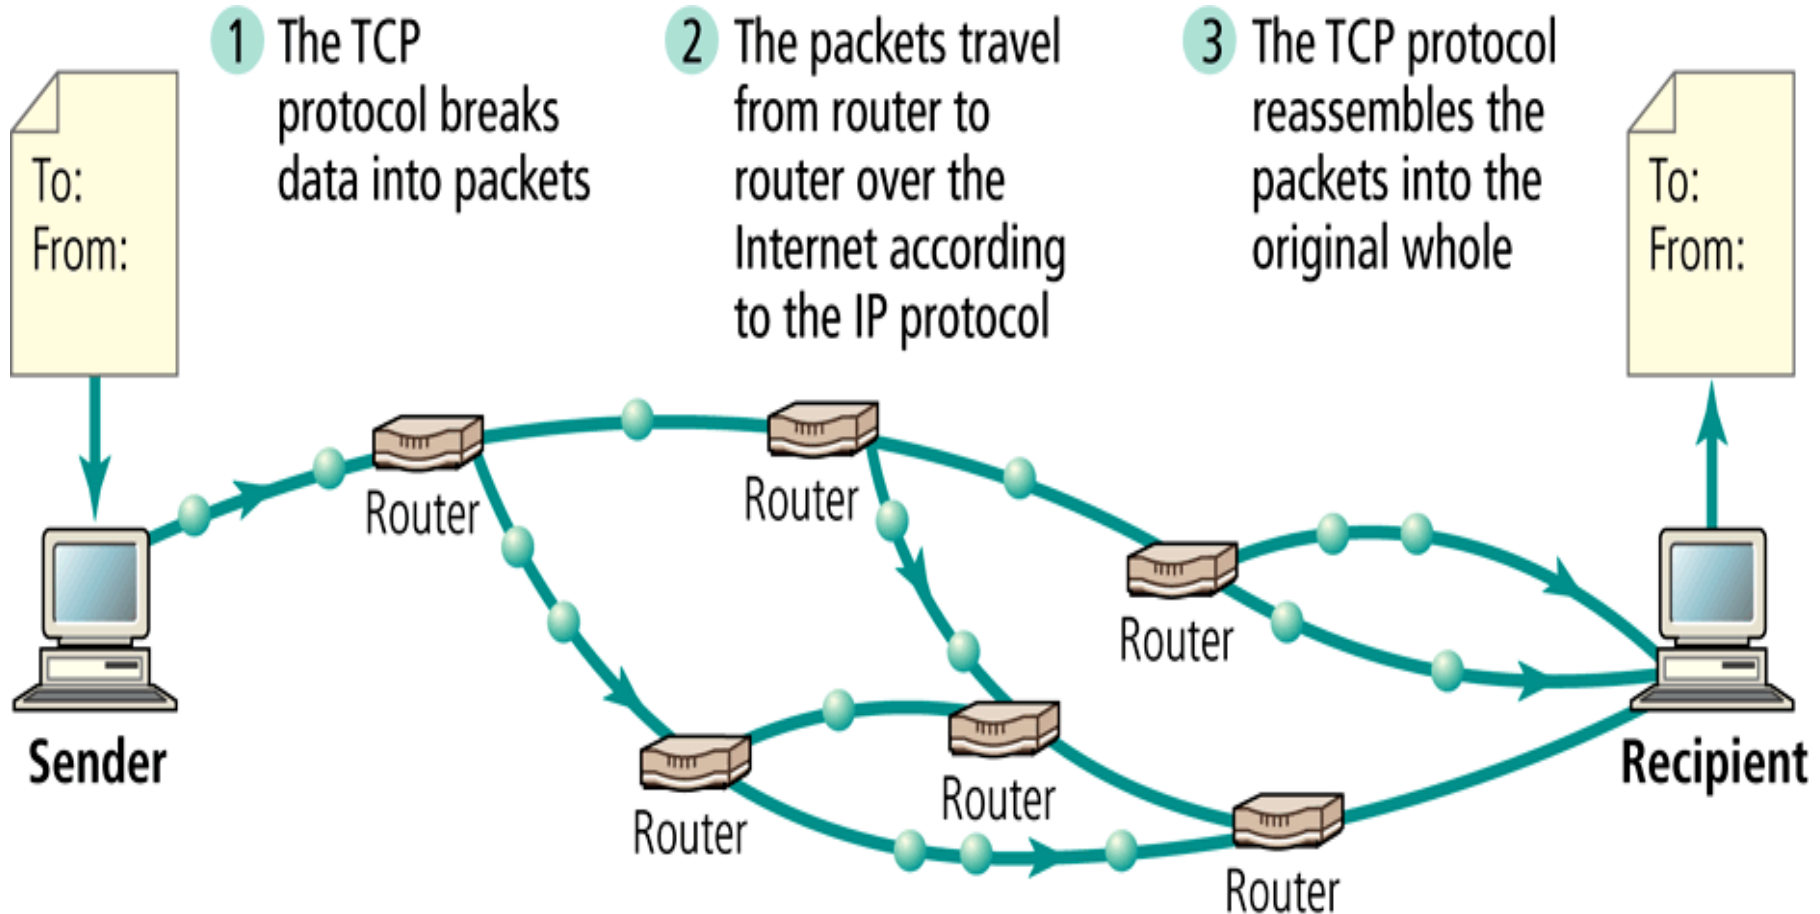 1 The TCP
protocol breaks
data into packets
2 The packets travel
from router to
router over the
Internet according
to the IP protocol
3 The TCP protocol
reassembles the
packets into the
original whole
To:
From:
To:
From:
Router
Router
Router
Router
Router
Router
Sender
Recipient